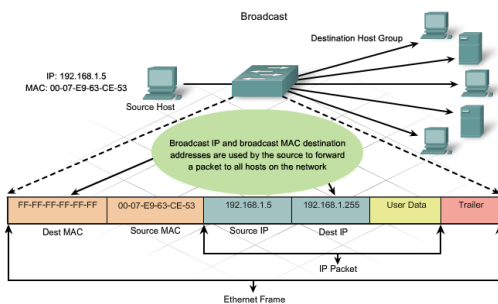 Broadcast
Destination Host Group
IP: 192.168.1.5
MAC: 00-07-E9-63-CE-53
Source Host
Broadcast IP and broadcast MAC destination
addresses are used by the source to forward
a packet to all hosts on the network
FF-FF-FF-FF-FF-FF 00-07-E9-63-CE-53 192.168.1.5 192.168.1.255 User Data Trailer
Dest MAC Source MAC Source IP Dest IP
IP Packet
Ethernet Frame